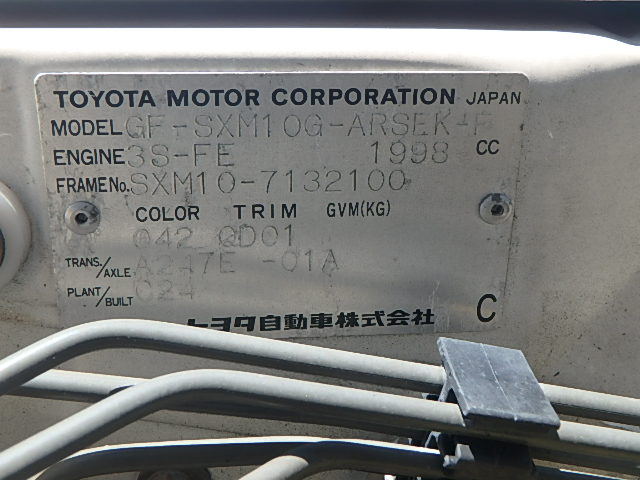 TOYOTA MOTOR CORPORATION JAPAN
MODEL GF-SXM10G-ARSEK-F
ENGINE 3S-FE 1998 CC
FRAME No. SXM10-7132100
COLOR TRIM GVM(KG)
042 QD01
TRANS./AXLE A247E -01A
PLANT/BUILT 024
トヨタ自動車株式会社 C